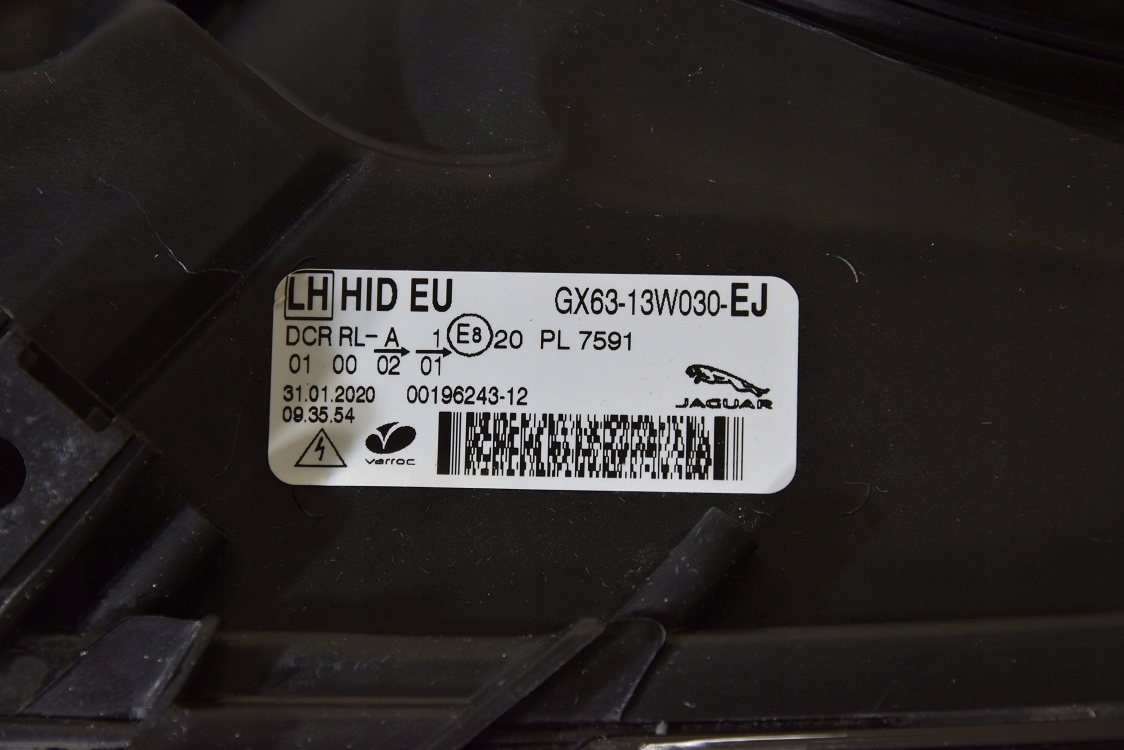 LH HID EU GX63-13W030-EJ
DCR RL- A 1 E8 20 PL 7591
01 00 02 01
31.01.2020 00196243-12
09.35.54
JAGUAR
varroc